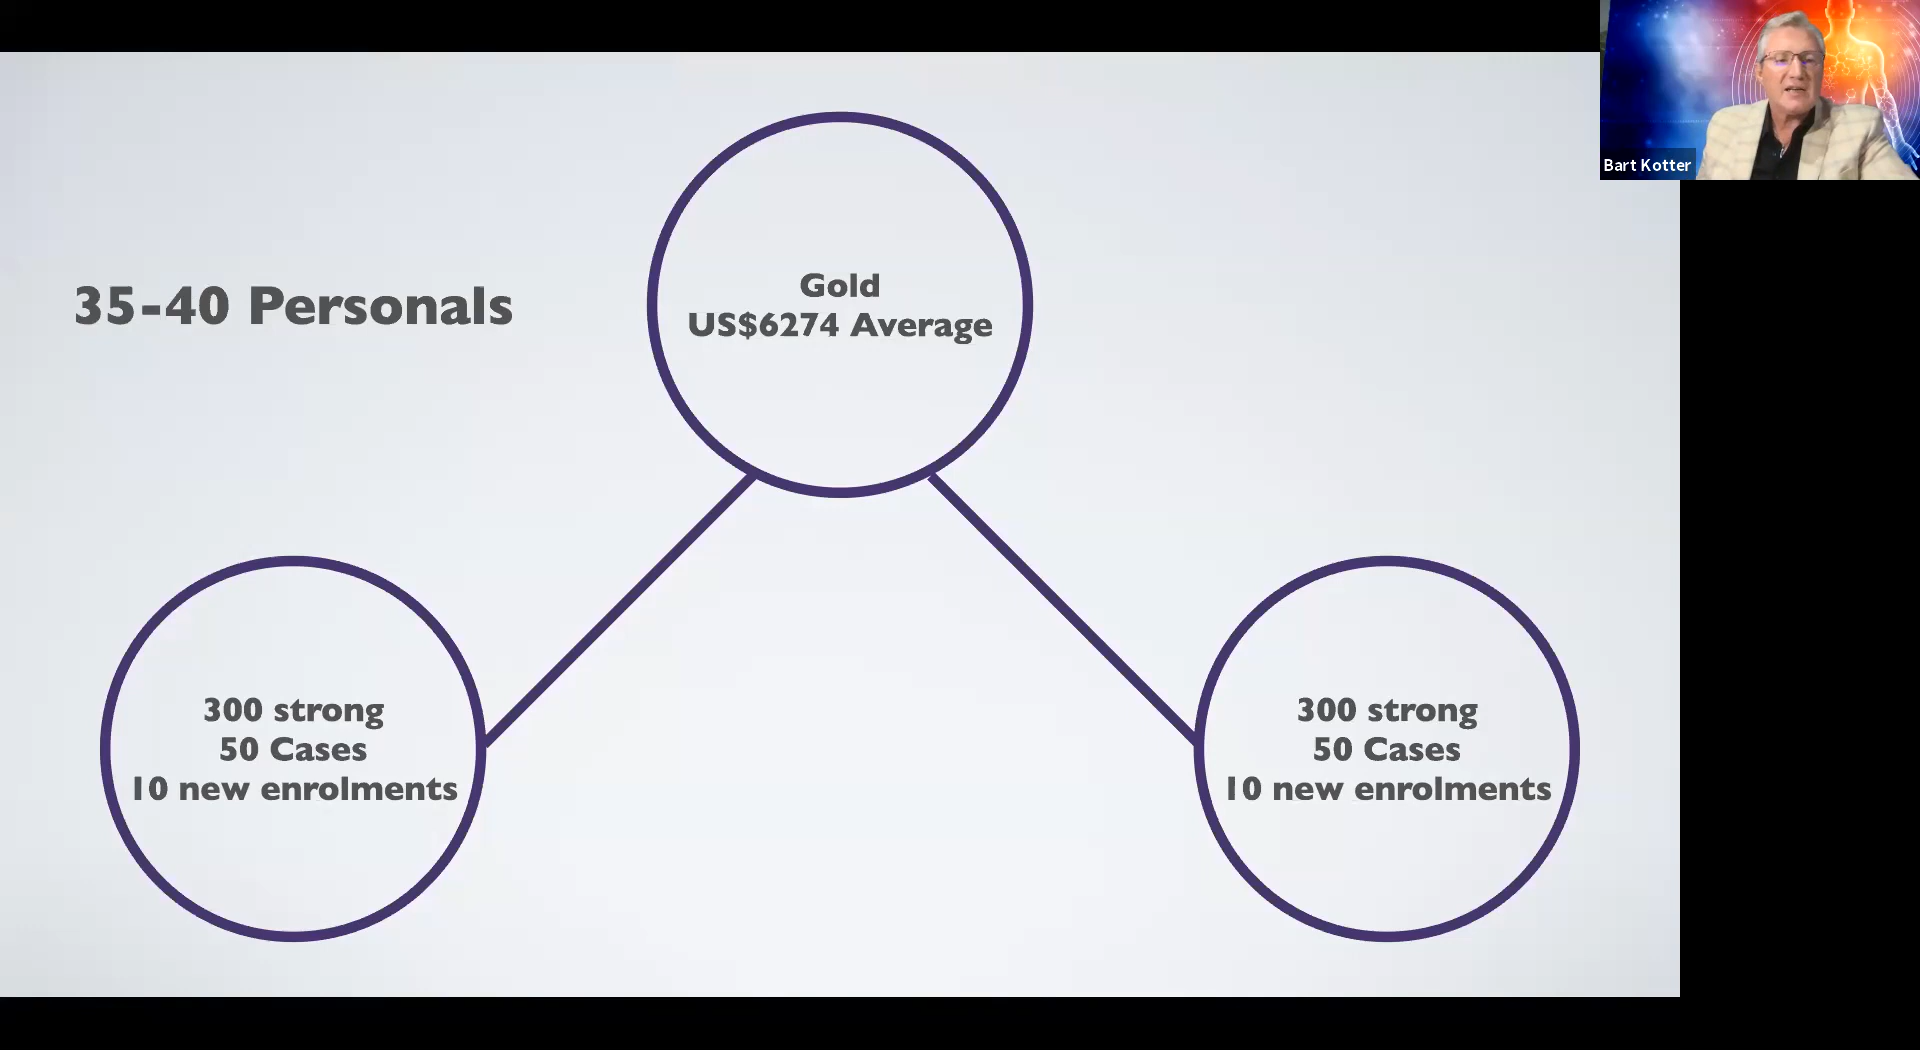 Bart Kotter
Gold
US$6274 Average
35-40 Personals
300 strong
50 Cases
10 new enrolments
300 strong
50 Cases
10 new enrolments